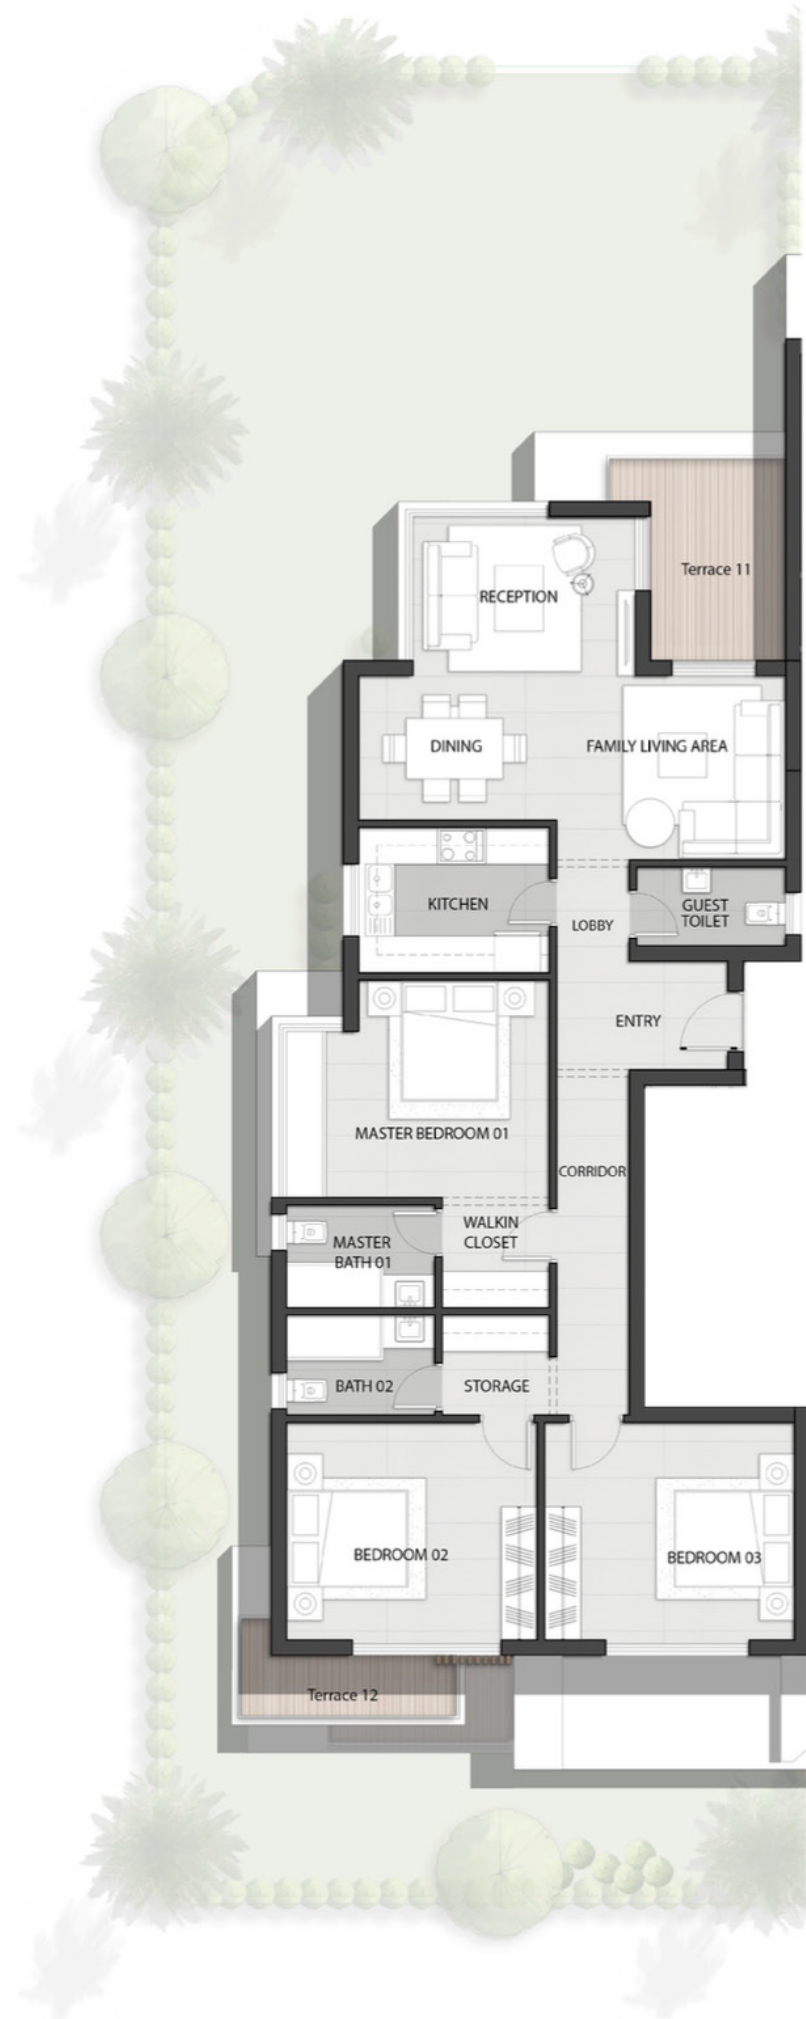 RECEPTION
Terrace 11
DINING
FAMILY LIVING AREA
KITCHEN
GUEST
TOILET
LOBBY
ENTRY
MASTER BEDROOM 01
CORRIDOR
WALKIN
CLOSET
MASTER
BATH 01
BATH 02
STORAGE
BEDROOM 02
BEDROOM 03
Terrace 12